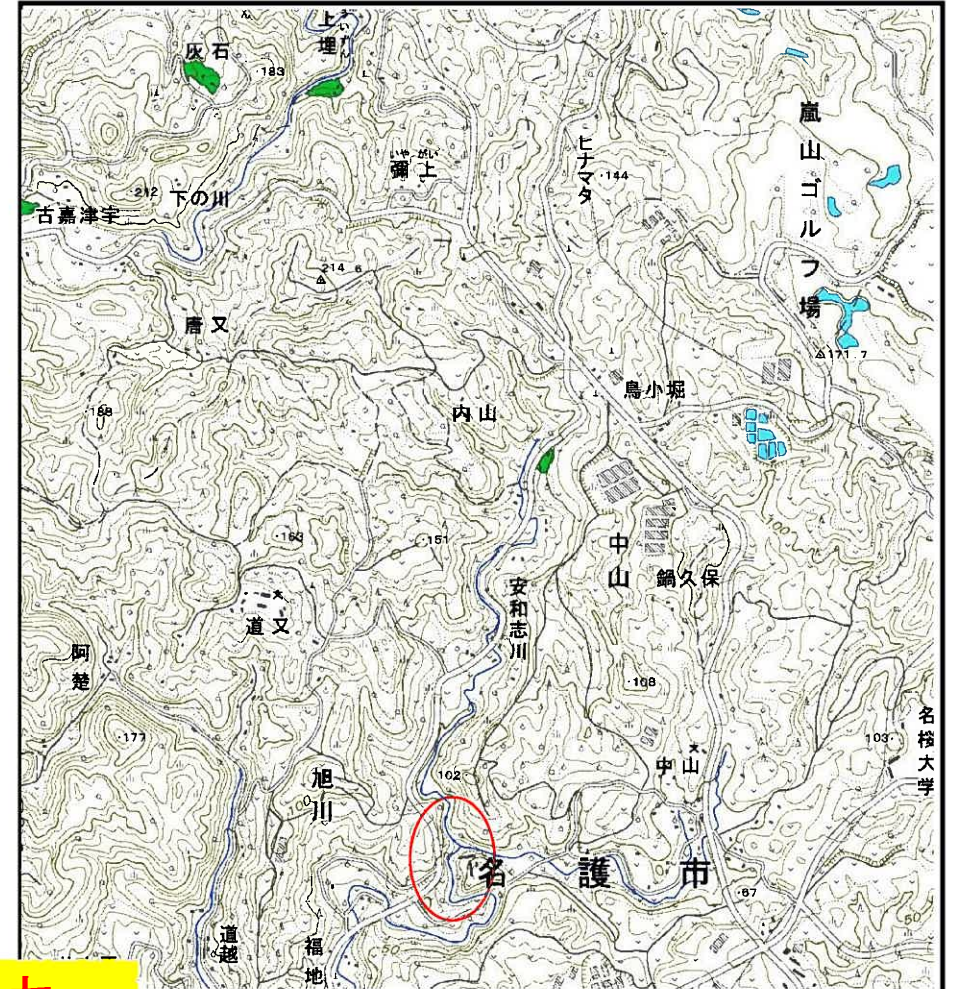 上埋
灰石
183
嵐山ゴルフ場
いや がい
彌上
ヒナマタ
144
212
下の川
古嘉津宇
214.6
唐又
171.7
鳥小堀
188
内山
163
151
100
中山
鍋久保
安和志川
道又
阿楚
108
177
名桜大学
103
中山
102
旭川
名護市
67
50
道越
福地
50